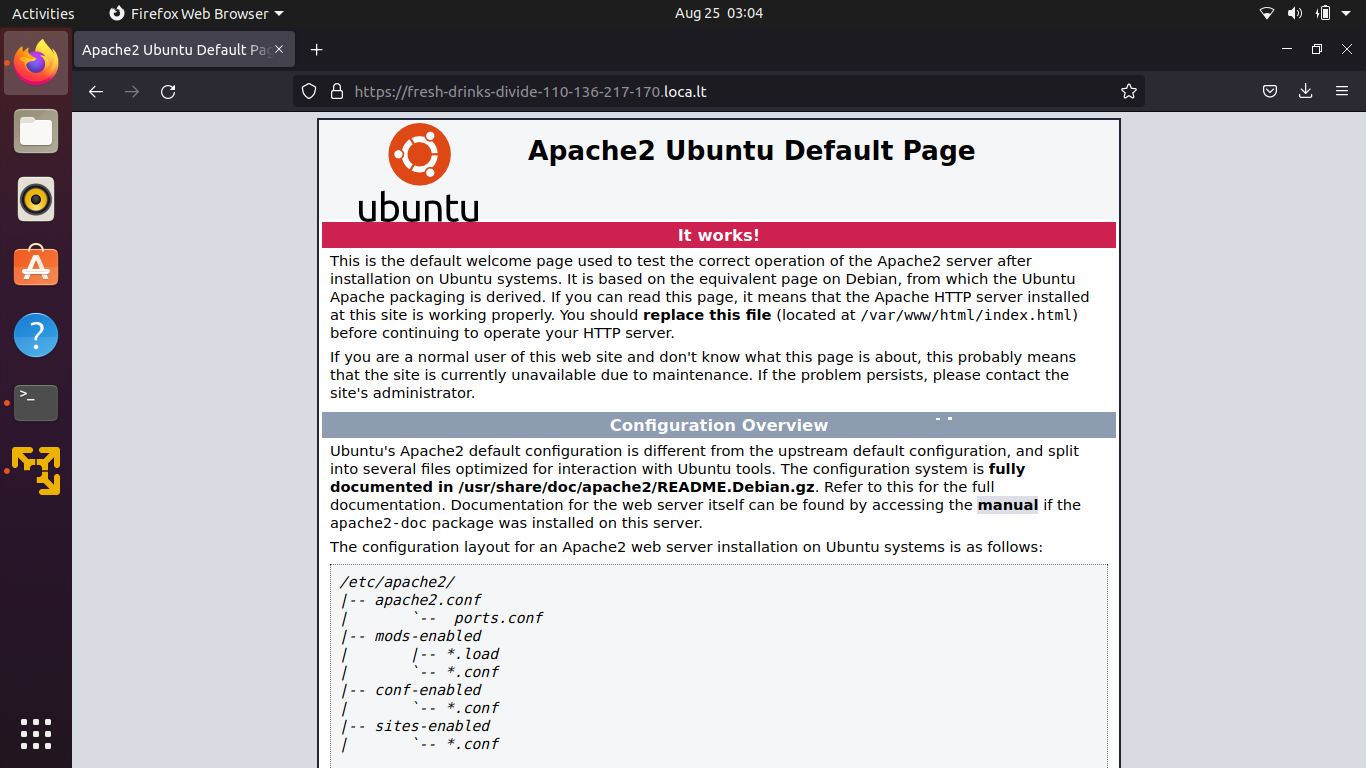 Activities
Firefox Web Browser
Aug 25 03:04
Apache2 Ubuntu Default Pag
https://fresh-drinks-divide-110-136-217-170.loca.lt
ubuntu
Apache2 Ubuntu Default Page
It works!
This is the default welcome page used to test the correct operation of the Apache2 server after
installation on Ubuntu systems. It is based on the equivalent page on Debian, from which the Ubuntu
Apache packaging is derived. If you can read this page, it means that the Apache HTTP server installed
at this site is working properly. You should replace this file (located at /var/www/html/index.html)
before continuing to operate your HTTP server.
If you are a normal user of this web site and don't know what this page is about, this probably means
that the site is currently unavailable due to maintenance. If the problem persists, please contact the
site's administrator.
Configuration Overview
Ubuntu's Apache2 default configuration is different from the upstream default configuration, and split
into several files optimized for interaction with Ubuntu tools. The configuration system is fully
documented in /usr/share/doc/apache2/README.Debian.gz. Refer to this for the full
documentation. Documentation for the web server itself can be found by accessing the manual if the
apache2-doc package was installed on this server.
The configuration layout for an Apache2 web server installation on Ubuntu systems is as follows:
/etc/apache2/
|-- apache2.conf
|       `--  ports.conf
|-- mods-enabled
|       |-- *.load
|       `-- *.conf
|-- conf-enabled
|       `-- *.conf
|-- sites-enabled
|       `-- *.conf